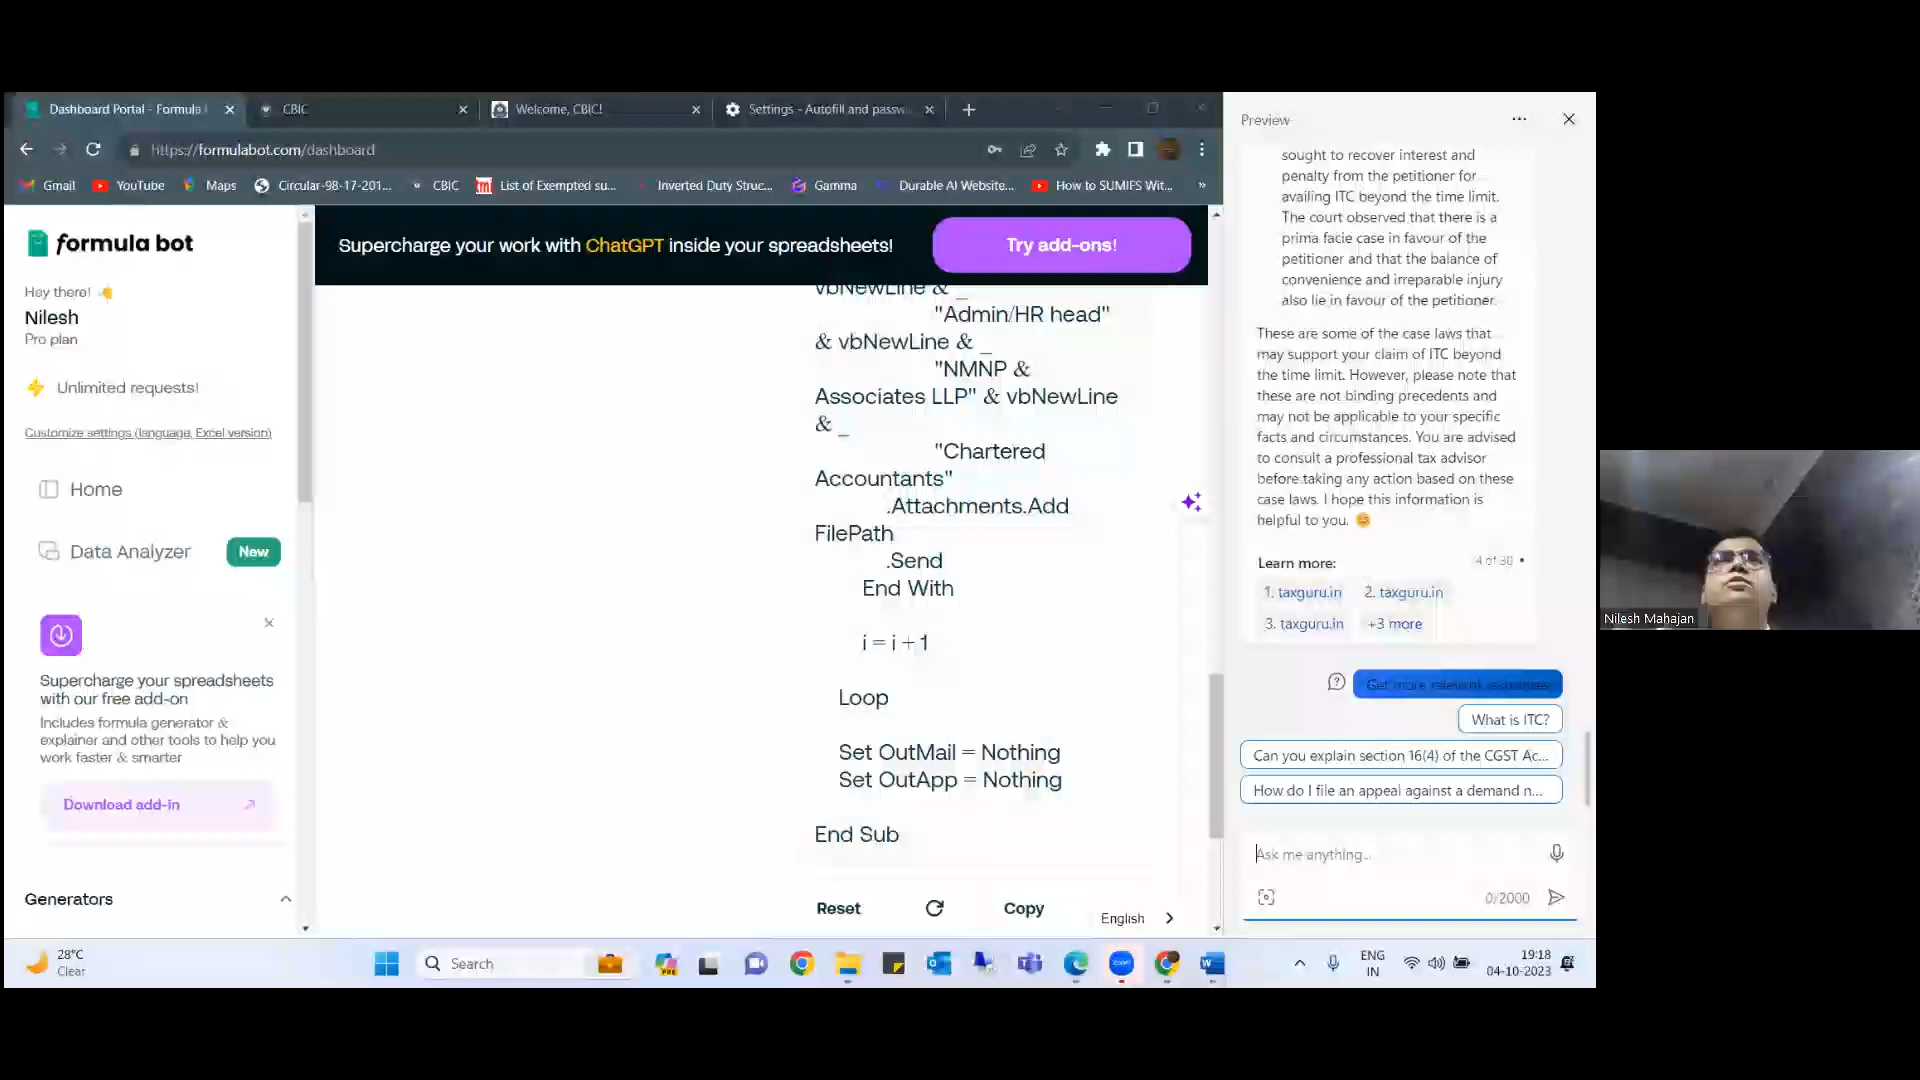 Dashboard Portal - Formula
CBIC
Welcome, CBIC!
Settings - Autofill and passw
https://formulabot.com/dashboard
Gmail
YouTube
Maps
Circular-98-17-201...
CBIC
List of Exempted su...
Inverted Duty Struc...
Gamma
Durable AI Website...
How to SUMIFS Wit...
»
formula bot
Hey there! 👋
Nilesh
Pro plan
Unlimited requests!
Customize settings (language, Excel version)
Home
Data Analyzer
New
Supercharge your spreadsheets
with our free add-on
Includes formula generator &
explainer and other tools to help you
work faster & smarter
Download add-in
Generators
Supercharge your work with ChatGPT inside your spreadsheets!
Try add-ons!
vbNewLine & _
"Admin/HR head"
& vbNewLine & _
"NMNP &
Associates LLP" & vbNewLine
& _
"Chartered
Accountants"
.Attachments.Add
FilePath
.Send
End With
i = i + 1
Loop
Set OutMail = Nothing
Set OutApp = Nothing
End Sub
Reset
Copy
English
Preview
sought to recover interest and
penalty from the petitioner for
availing ITC beyond the time limit.
The court observed that there is a
prima facie case in favour of the
petitioner and that the balance of
convenience and irreparable injury
also lie in favour of the petitioner.
These are some of the case laws that
may support your claim of ITC beyond
the time limit. However, please note that
these are not binding precedents and
may not be applicable to your specific
facts and circumstances. You are advised
to consult a professional tax advisor
before taking any action based on these
case laws. I hope this information is
helpful to you. 😊
Learn more:
4 of 30
1. taxguru.in
2. taxguru.in
3. taxguru.in
+3 more
Get more relevant
What is ITC?
Can you explain section 16(4) of the CGST Ac...
How do I file an appeal against a demand n...
Ask me anything...
0/2000
Nilesh Mahajan
28°C
Clear
Search
PRE
zoom
ENG
IN
19:18
04-10-2023